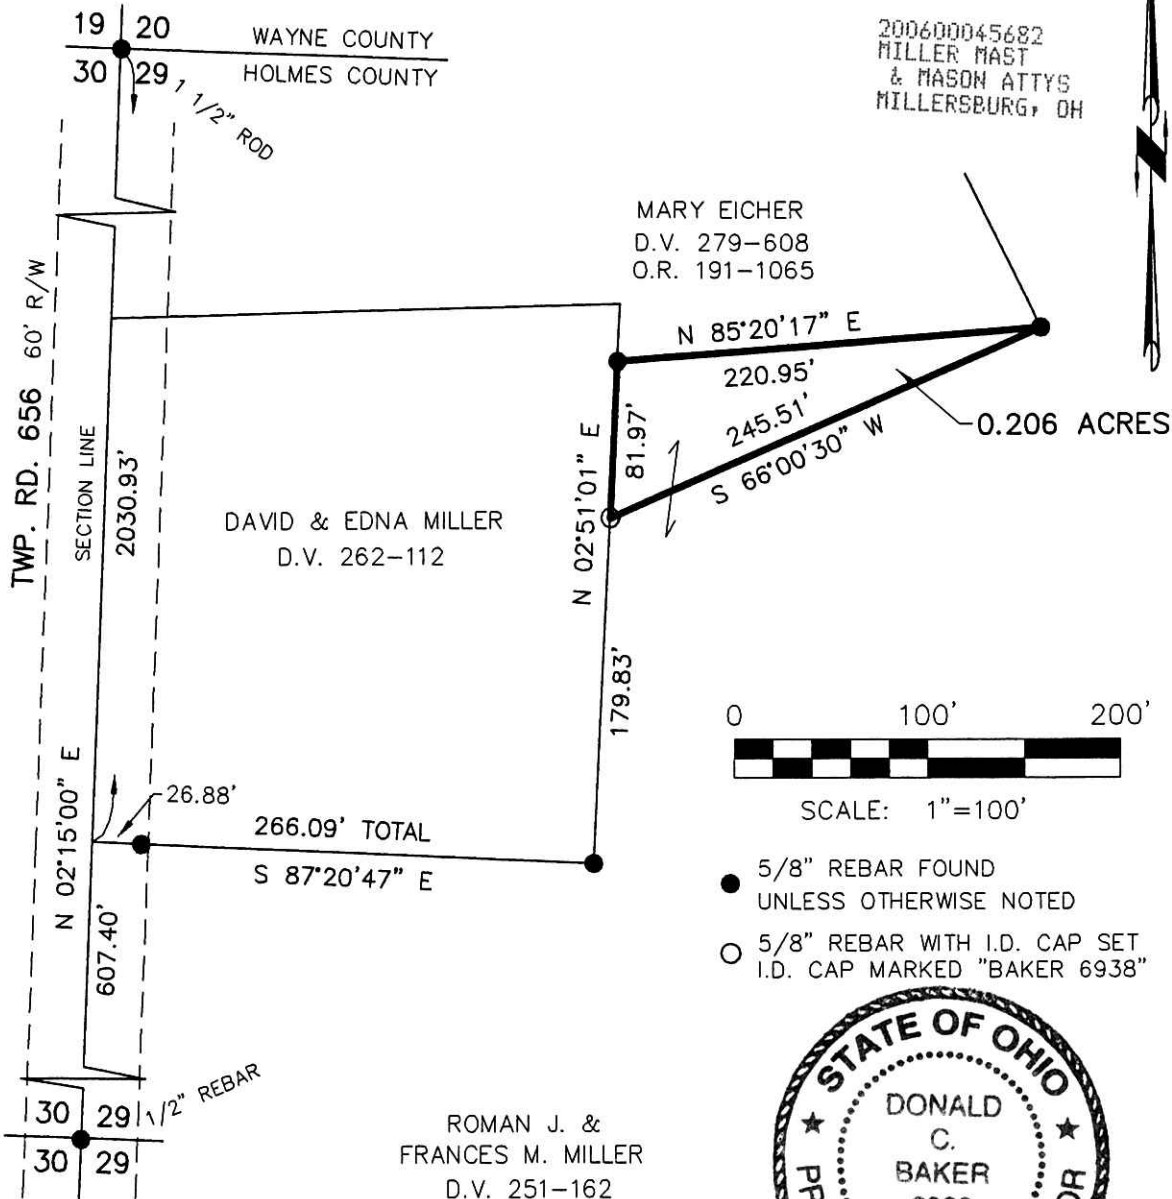 19 20
WAYNE COUNTY
30 29
HOLMES COUNTY
1 1/2" ROD
200600045682
MILLER MAST
& MASON ATTYS
MILLERSBURG, OH
MARY EICHER
D.V. 279-608
O.R. 191-1065
N 85°20'17" E
220.95'
245.51'
S 66°00'30" W
0.206 ACRES
N 02°51'01" E
81.97'
179.83'
TWP. RD. 656 60' R/W
SECTION LINE
2030.93'
DAVID & EDNA MILLER
D.V. 262-112
N 02°15'00" E
607.40'
26.88'
266.09' TOTAL
S 87°20'47" E
0 100' 200'
SCALE: 1"=100'
5/8" REBAR FOUND
UNLESS OTHERWISE NOTED
5/8" REBAR WITH I.D. CAP SET
I.D. CAP MARKED "BAKER 6938"
30 29
1/2" REBAR
30 29
ROMAN J. &
FRANCES M. MILLER
D.V. 251-162
STATE OF OHIO
DONALD
C.
BAKER